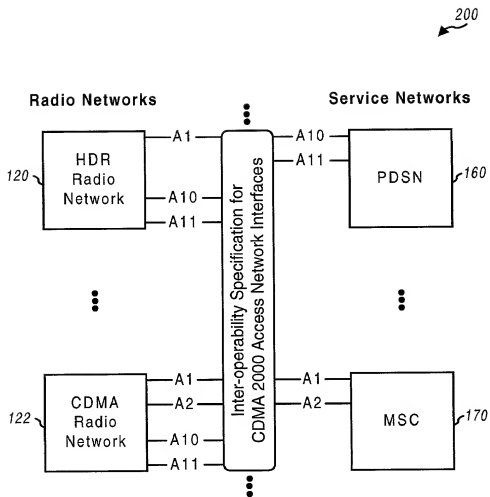 200
Radio Networks
Service Networks
A1
A10
A11
HDR
Radio
Network
120
A10
A11
PDSN
160
Inter-operability Specification for
CDMA 2000 Access Network Interfaces
A1
A2
A10
A11
CDMA
Radio
Network
122
A1
A2
MSC
170